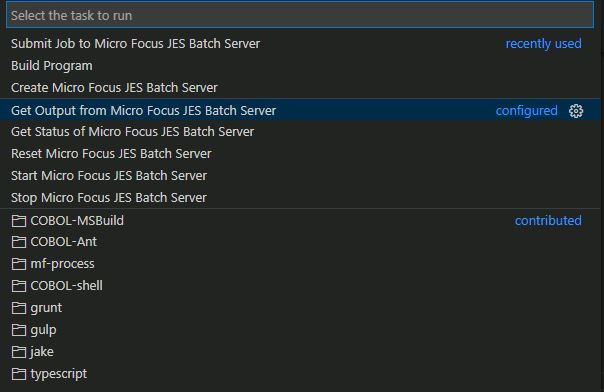 Select the task to run
Submit Job to Micro Focus JES Batch Server recently used
Build Program
Create Micro Focus JES Batch Server
Get Output from Micro Focus JES Batch Server configured
Get Status of Micro Focus JES Batch Server
Reset Micro Focus JES Batch Server
Start Micro Focus JES Batch Server
Stop Micro Focus JES Batch Server
COBOL-MSBuild contributed
COBOL-Ant
mf-process
COBOL-shell
grunt
gulp
jake
typescript